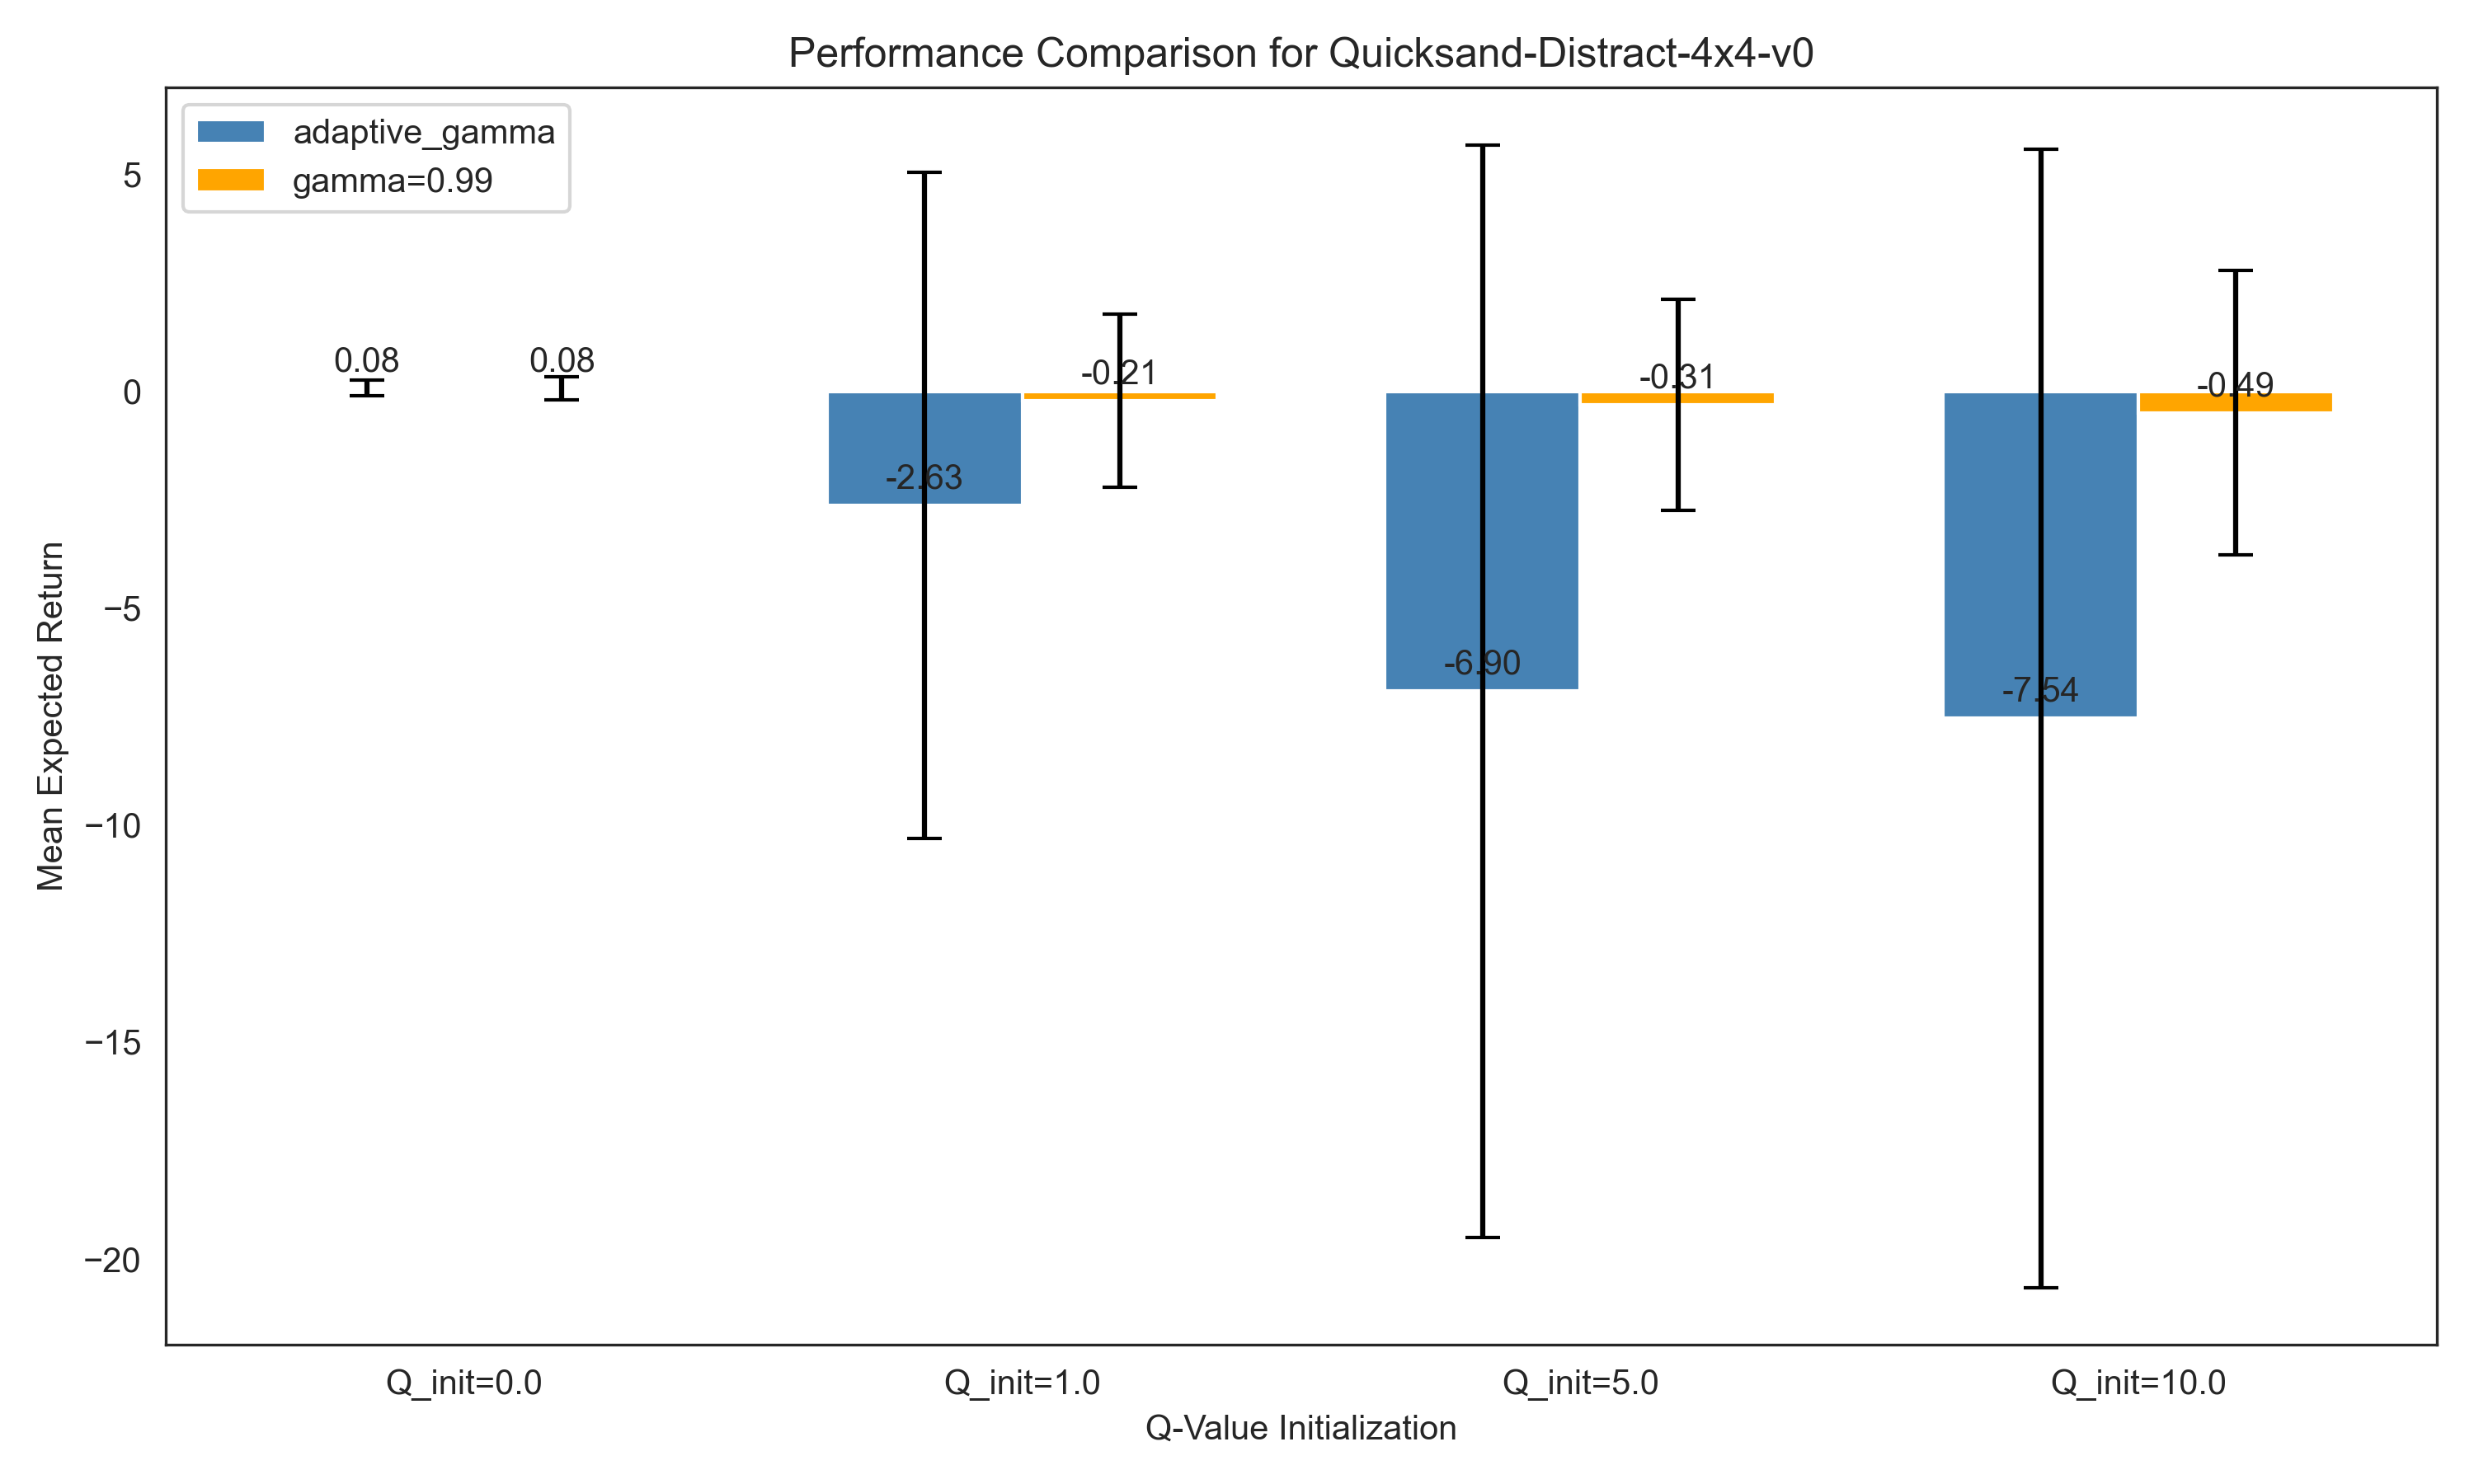 Performance Comparison for Quicksand-Distract-4x4-v0
adaptive_gamma
gamma=0.99
5
0
−5
−10
−15
−20
Mean Expected Return
0.08
0.08
-2.63
-0.21
-6.90
-0.31
-7.54
-0.49
Q_init=0.0
Q_init=1.0
Q_init=5.0
Q_init=10.0
Q-Value Initialization